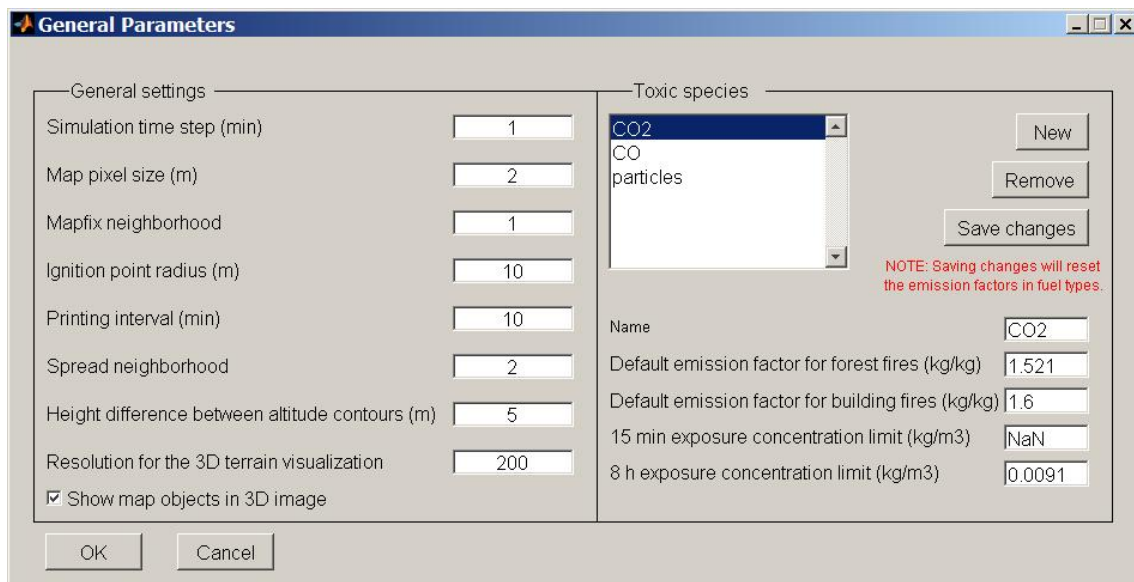 General Parameters
General settings
Simulation time step (min) 1
Map pixel size (m) 2
Mapfix neighborhood 1
Ignition point radius (m) 10
Printing interval (min) 10
Spread neighborhood 2
Height difference between altitude contours (m) 5
Resolution for the 3D terrain visualization 200
Show map objects in 3D image
Toxic species
CO2
CO
particles
New
Remove
Save changes
NOTE: Saving changes will reset
the emission factors in fuel types.
Name CO2
Default emission factor for forest fires (kg/kg) 1.521
Default emission factor for building fires (kg/kg) 1.6
15 min exposure concentration limit (kg/m3) NaN
8 h exposure concentration limit (kg/m3) 0.0091
OK Cancel